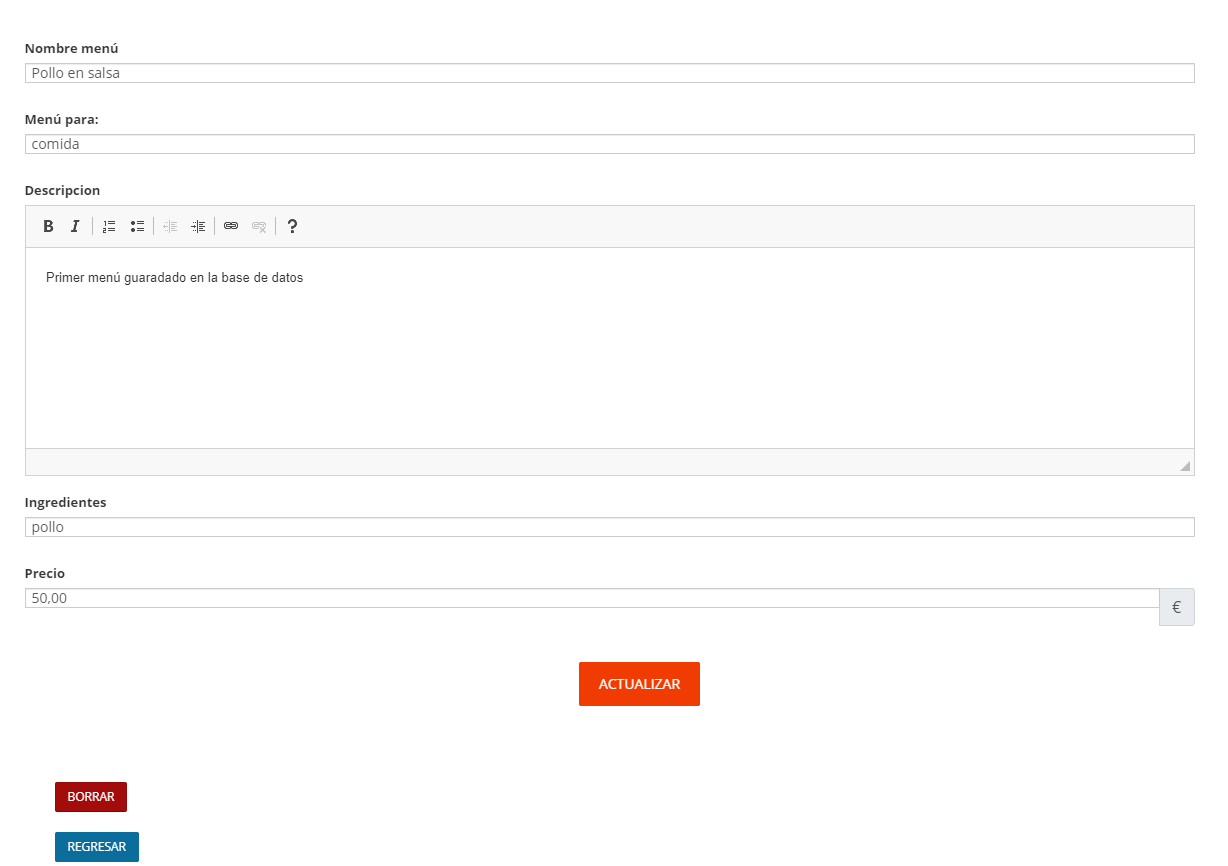 Nombre menú
Pollo en salsa
Menú para:
comida
Descripcion
B I ?
Primer menú guaradado en la base de datos
Ingredientes
pollo
Precio
50,00 €
ACTUALIZAR
BORRAR
REGRESAR